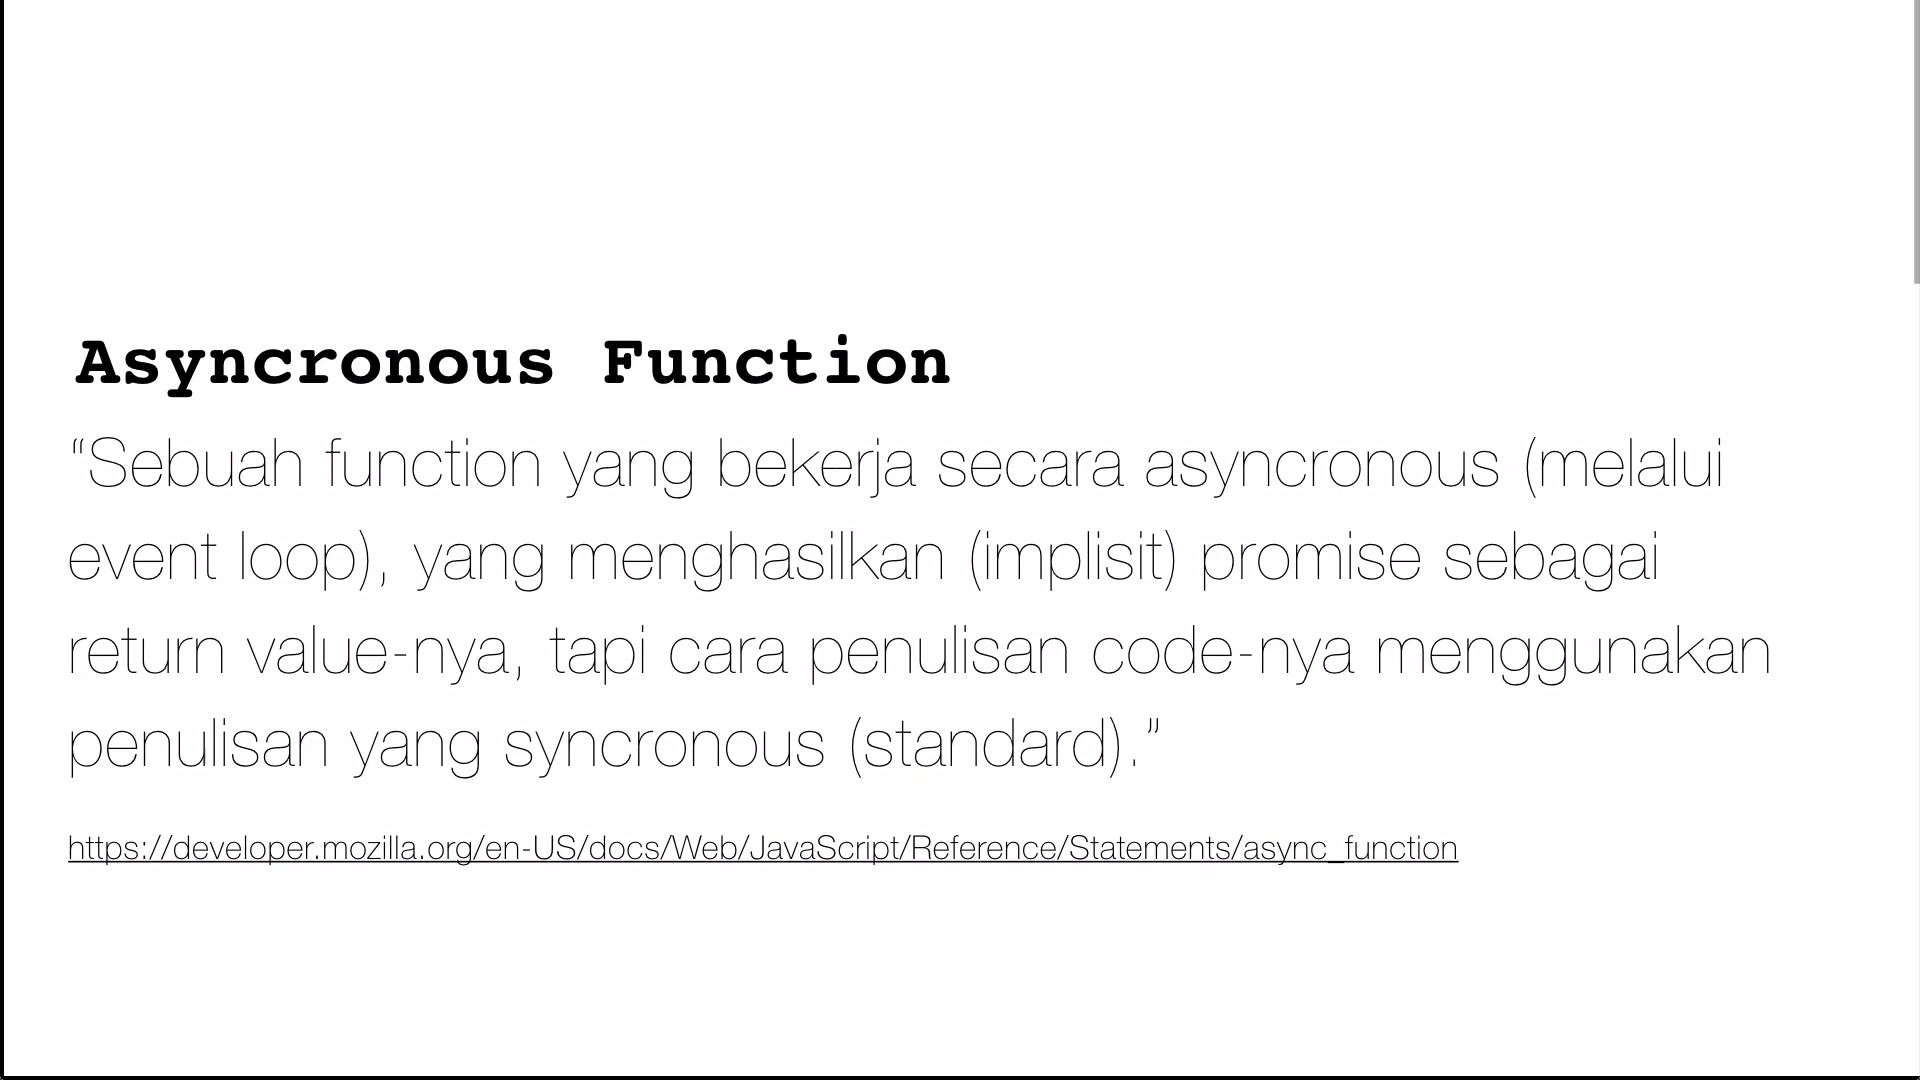 Asyncronous Function
“Sebuah function yang bekerja secara asyncronous (melalui
event loop), yang menghasilkan (implisit) promise sebagai
return value-nya, tapi cara penulisan code-nya menggunakan
penulisan yang syncronous (standard).”
https://developer.mozilla.org/en-US/docs/Web/JavaScript/Reference/Statements/async_function